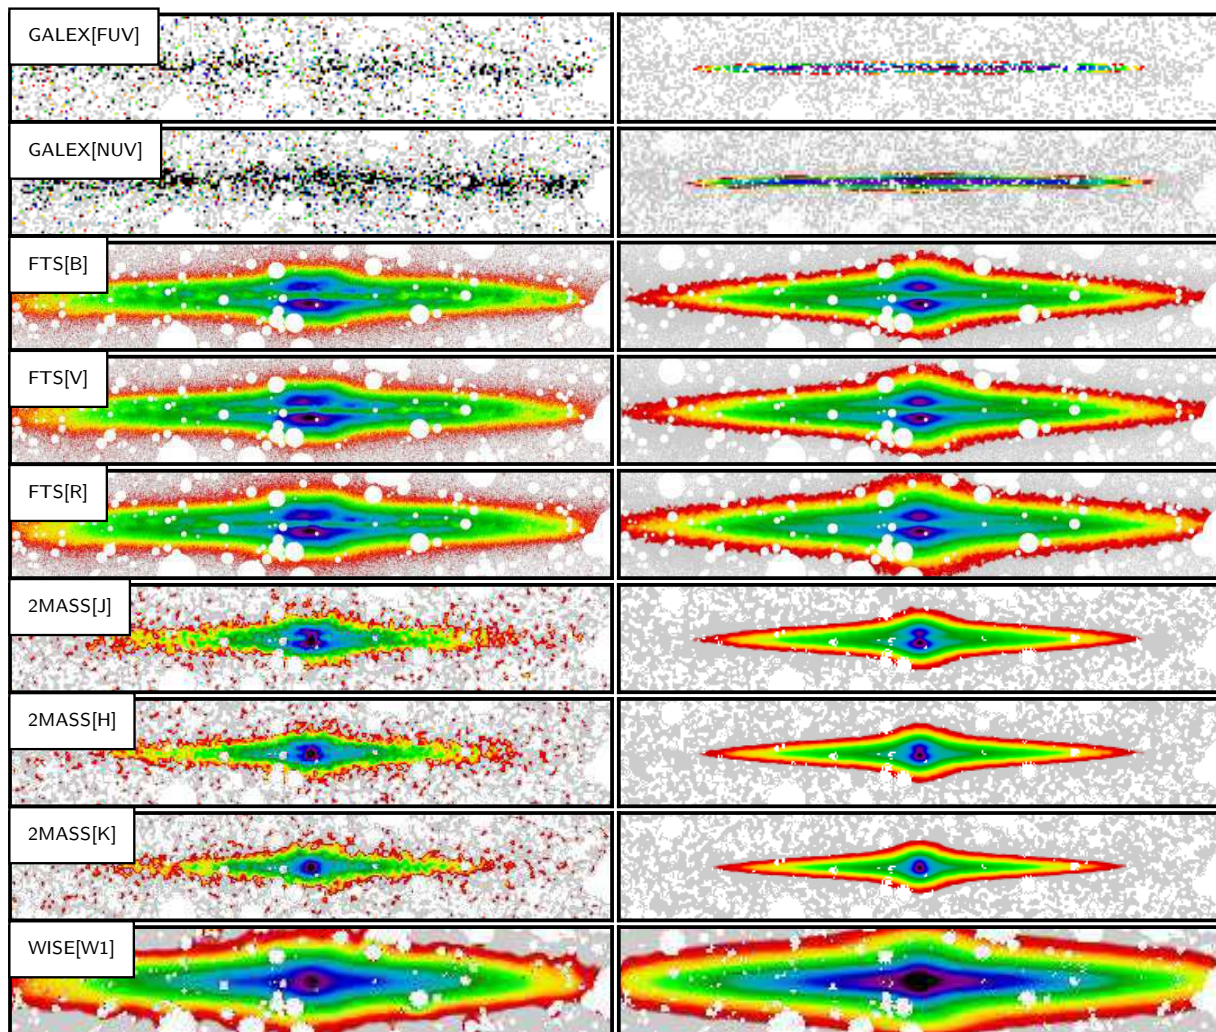 GALEX[FUV]
GALEX[NUV]
FTS[B]
FTS[V]
FTS[R]
2MASS[J]
2MASS[H]
2MASS[K]
WISE[W1]